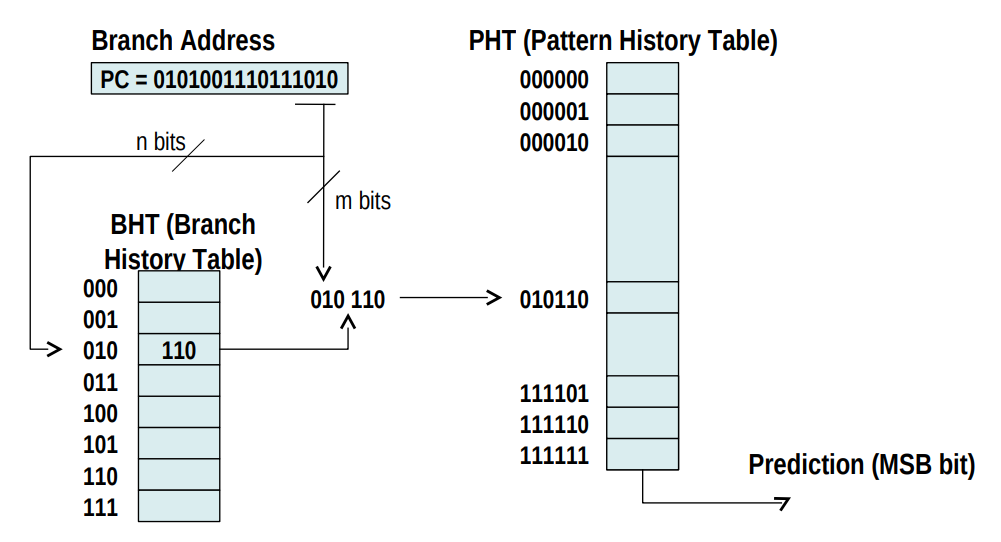 Branch Address
PC = 0101001110111010
n bits
m bits
BHT (Branch
History Table)
000
001
010
110
011
100
101
110
111
010 110
PHT (Pattern History Table)
000000
000001
000010
010110
111101
111110
111111
Prediction (MSB bit)